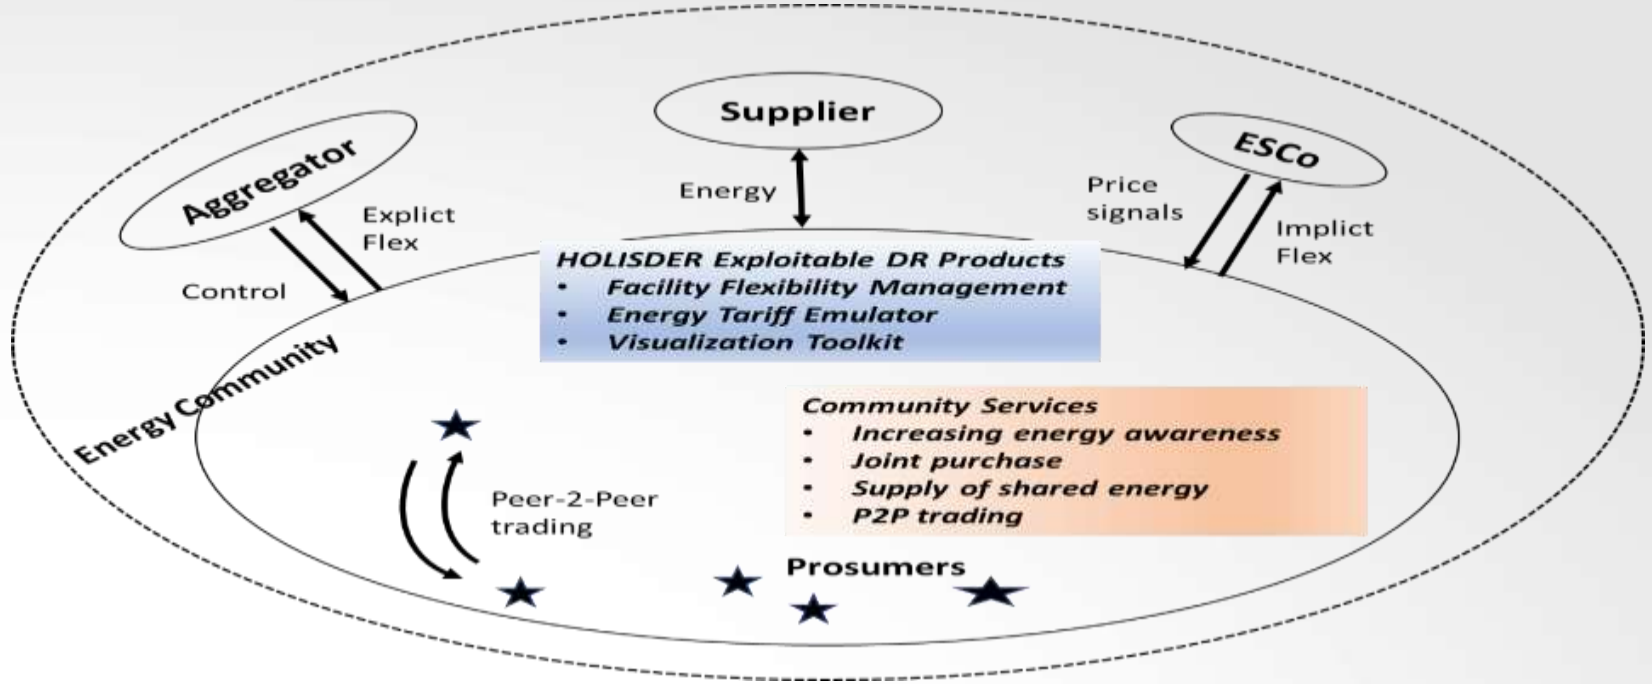 Supplier
Aggregator
ESCo
Energy
Price
signals
Explict
Flex
Implict
Flex
Control
HOLISDER Exploitable DR Products
• Facility Flexibility Management
• Energy Tariff Emulator
• Visualization Toolkit
Energy Community
Community Services
• Increasing energy awareness
• Joint purchase
• Supply of shared energy
• P2P trading
Peer-2-Peer
trading
Prosumers